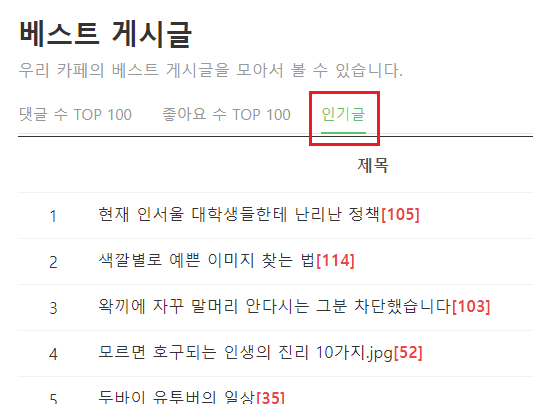 베스트 게시글
우리 카페의 베스트 게시글을 모아서 볼 수 있습니다.
댓글 수 TOP 100 좋아요 수 TOP 100 인기글
제목
1 현재 인서울 대학생들한테 난리난 정책[105]
2 색깔별로 예쁜 이미지 찾는 법[114]
3 왁끼에 자꾸 말머리 안다시는 그분 차단했습니다[103]
4 모르면 호구되는 인생의 진리 10가지.jpg[52]
5 두바이 유투버의 일상[35]